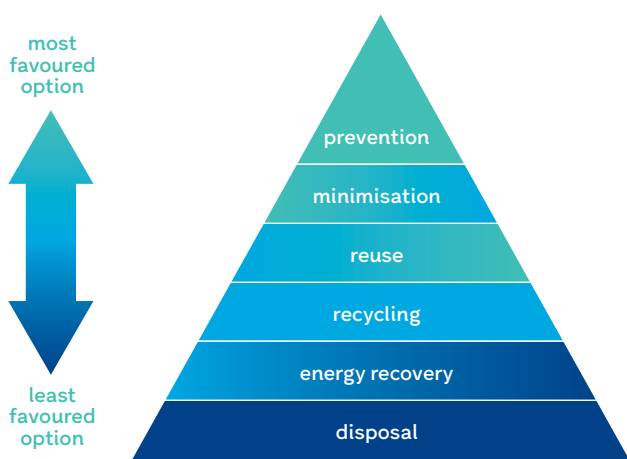 most
favoured
option
prevention
minimisation
reuse
recycling
energy recovery
least
favoured
option
disposal